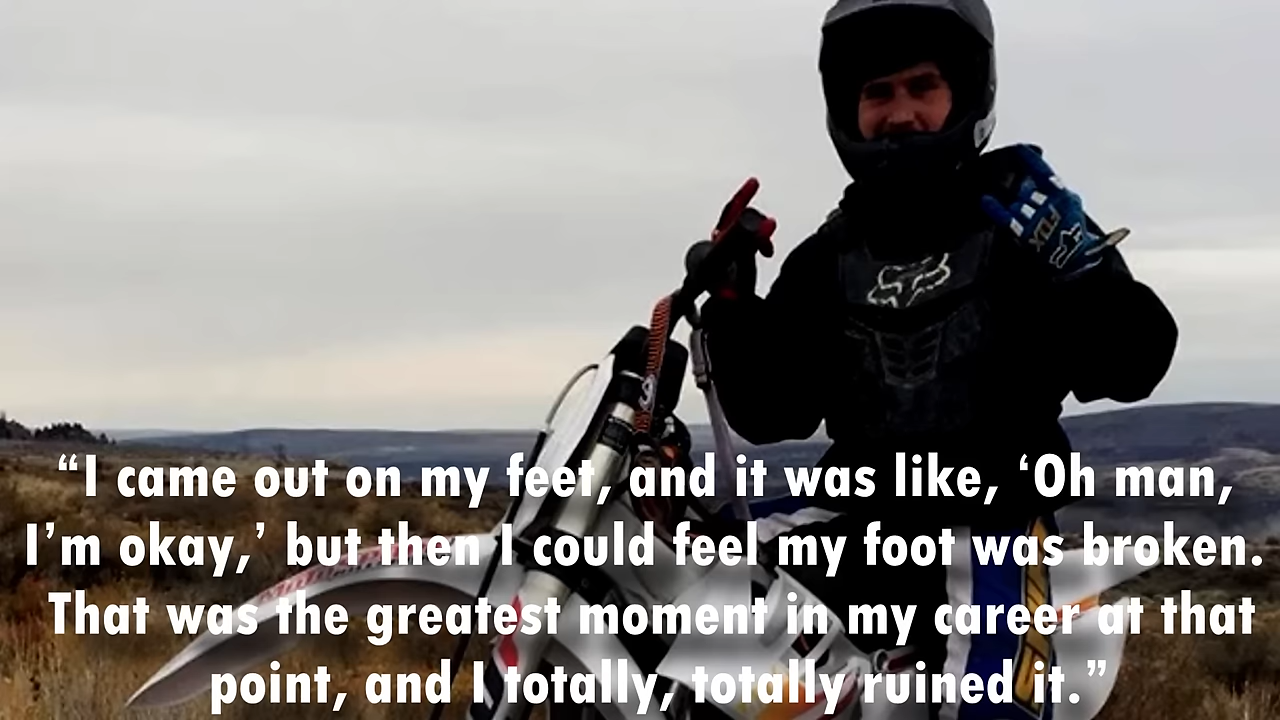 FOX
“I came out on my feet, and it was like, ‘Oh man,
I’m okay,’ but then I could feel my foot was broken.
That was the greatest moment in my career at that
point, and I totally, totally ruined it.”